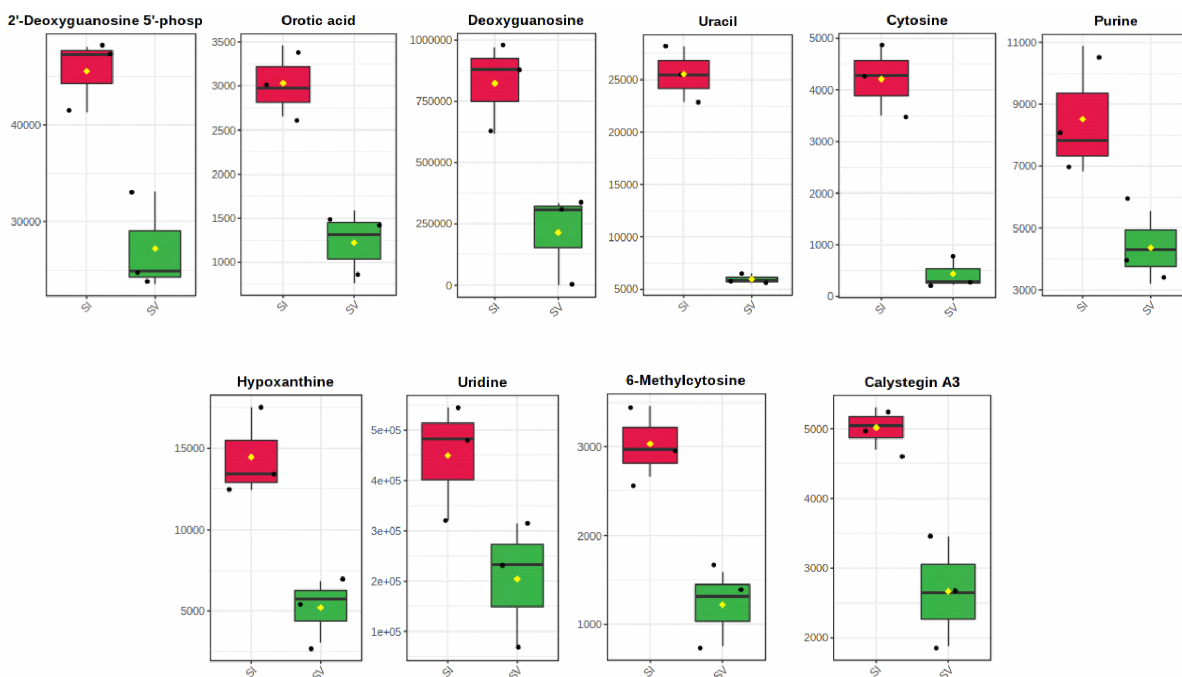 2'-Deoxyguanosine 5'-phosp
40000
30000
SI
SV
Orotic acid
3500
3000
2500
2000
1500
1000
SI
SV
Deoxyguanosine
1000000
750000
500000
250000
0
SI
SV
Uracil
25000
20000
15000
10000
5000
SI
SV
Cytosine
5000
4000
3000
2000
1000
0
SI
SV
Purine
11000
9000
7000
5000
3000
SI
SV
Hypoxanthine
15000
10000
5000
SI
SV
Uridine
5e+05
4e+05
3e+05
2e+05
1e+05
SI
SV
6-Methylcytosine
3000
2000
1000
SI
SV
Calystegin A3
5000
4000
3000
2000
SI
SV